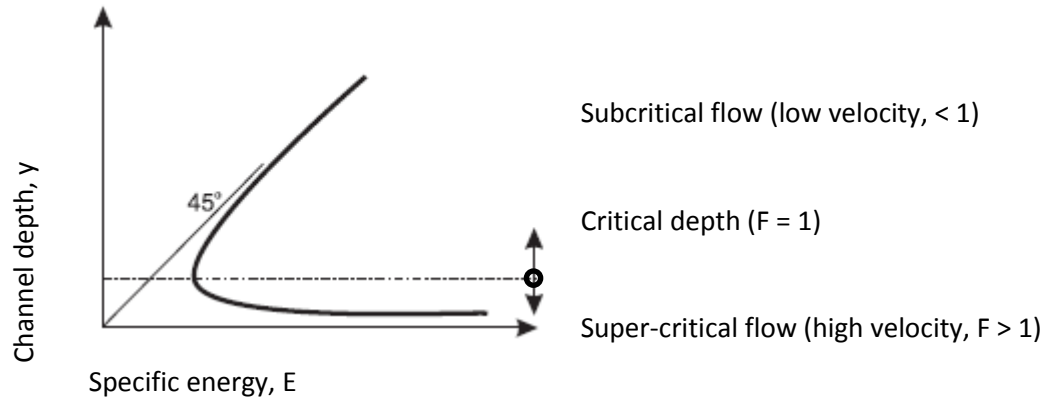 Channel depth, y
45°
Subcritical flow (low velocity, < 1)
Critical depth (F = 1)
Super-critical flow (high velocity, F > 1)
Specific energy, E